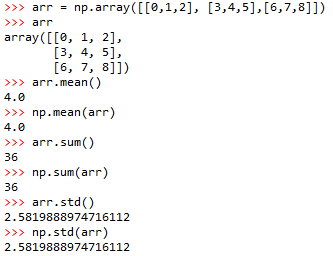 >>> arr = np.array([[0,1,2], [3,4,5],[6,7,8]])
>>> arr
array([[0, 1, 2],
       [3, 4, 5],
       [6, 7, 8]])
>>> arr.mean()
4.0
>>> np.mean(arr)
4.0
>>> arr.sum()
36
>>> np.sum(arr)
36
>>> arr.std()
2.5819888974716112
>>> np.std(arr)
2.5819888974716112